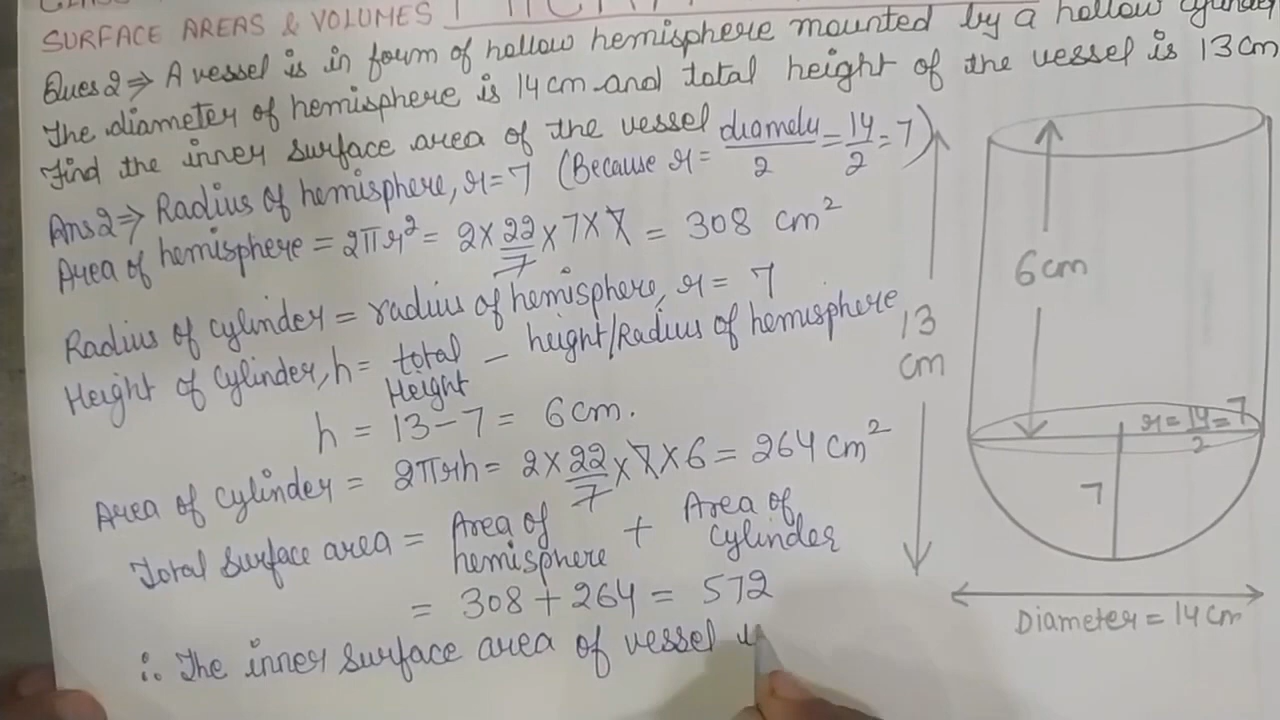 SURFACE AREAS & VOLUMES
Ques 2 ⇒ A vessel is in form of hollow hemisphere mounted by a hollow
The diameter of hemisphere is 14 cm and total height of the vessel is 13 cm
Find the inner surface area of the vessel
Ans 2 ⇒ Radius of hemisphere, r = 7 (Because r = diamely/2 = 14/2 = 7)
Area of hemisphere = 2πr² = 2 × 22/7 × 7 × 7 = 308 cm²
Radius of cylinder = radius of hemisphere, r = 7
Height of cylinder, h = total Height − height/Radius of hemisphere
h = 13 − 7 = 6 cm.
Area of cylinder = 2πrh = 2 × 22/7 × 7 × 6 = 264 cm²
Total surface area = Area of hemisphere + Area of cylinder
= 308 + 264 = 572
∴ The inner surface area of vessel
13 cm
6 cm
r = 14/2 = 7
7
Diameter = 14 cm